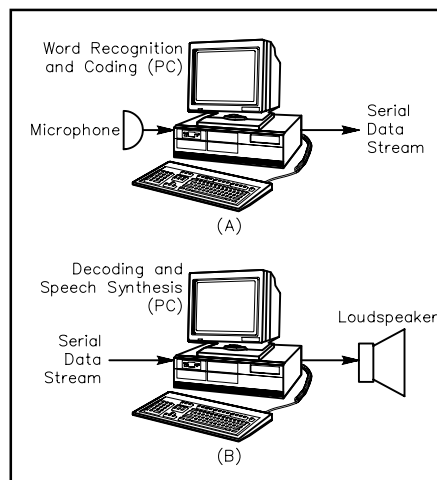 Word Recognition
and Coding (PC)
Microphone
Serial
Data
Stream
(A)
Decoding and
Speech Synthesis
(PC)
Loudspeaker
Serial
Data
Stream
(B)